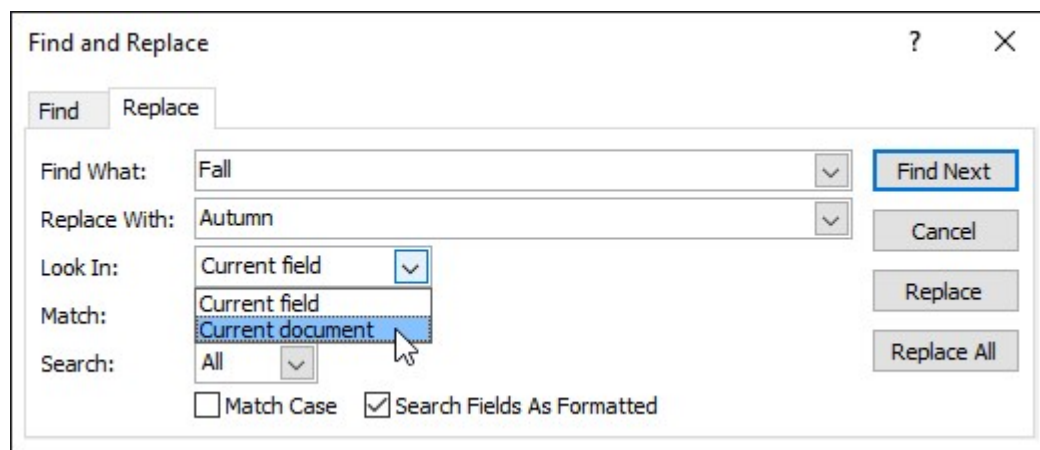 Find and Replace ?
Find Replace
Find What: Fall Find Next
Replace With: Autumn Cancel
Look In: Current field
Current field Replace
Match:
Current document
Search: All Replace All
Match Case Search Fields As Formatted